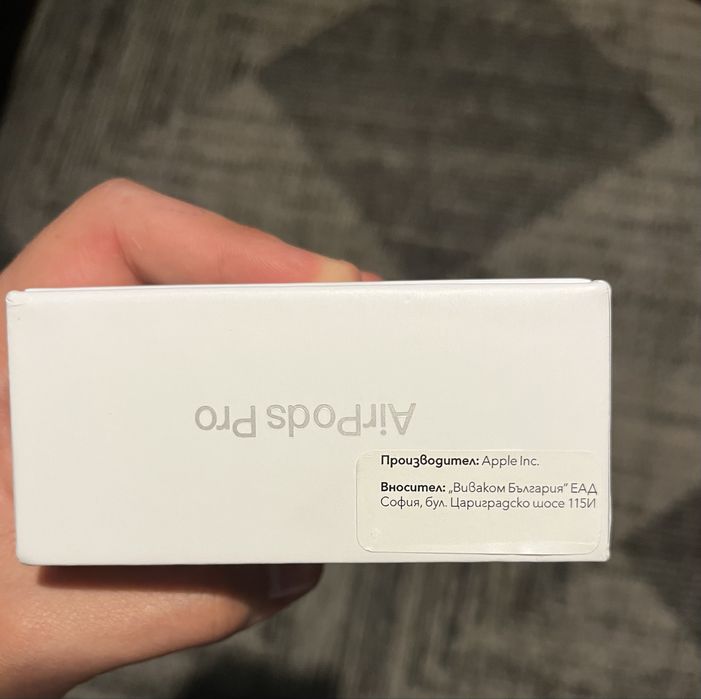 AirPods Pro
Производител: Apple Inc.
Вносител: „Виваком България“ ЕАД
София, бул. Цариградско шосе 115И